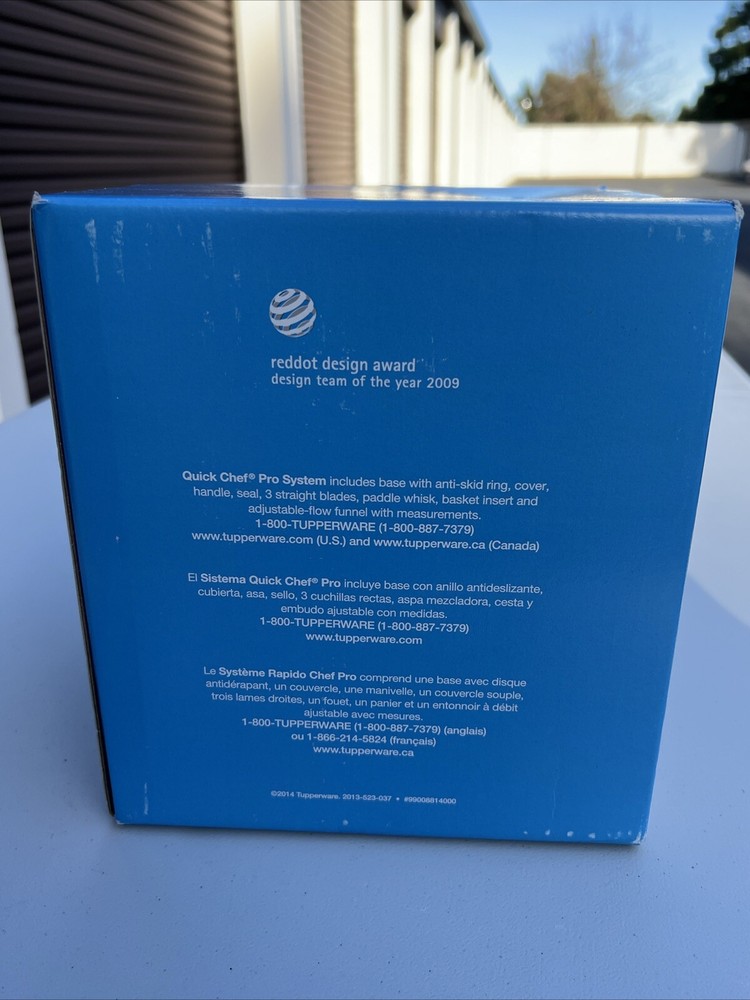 reddot design award
design team of the year 2009
Quick Chef® Pro System includes base with anti-skid ring, cover,
handle, seal, 3 straight blades, paddle whisk, basket insert and
adjustable-flow funnel with measurements.
1-800-TUPPERWARE (1-800-887-7379)
www.tupperware.com (U.S.) and www.tupperware.ca (Canada)
El Sistema Quick Chef® Pro incluye base con anillo antideslizante,
cubierta, asa, sello, 3 cuchillas rectas, aspa mezcladora, cesta y
embudo ajustable con medidas.
1-800-TUPPERWARE (1-800-887-7379)
www.tupperware.com
Le Système Rapido Chef Pro comprend une base avec disque
antidérapant, un couvercle, une manivelle, un couvercle souple,
trois lames droites, un fouet, un panier et un entonnoir à débit
ajustable avec mesures.
1-800-TUPPERWARE (1-800-887-7379) (anglais)
ou 1-866-214-5824 (français)
www.tupperware.ca
©2014 Tupperware. 2013-523-037 • #99008814000